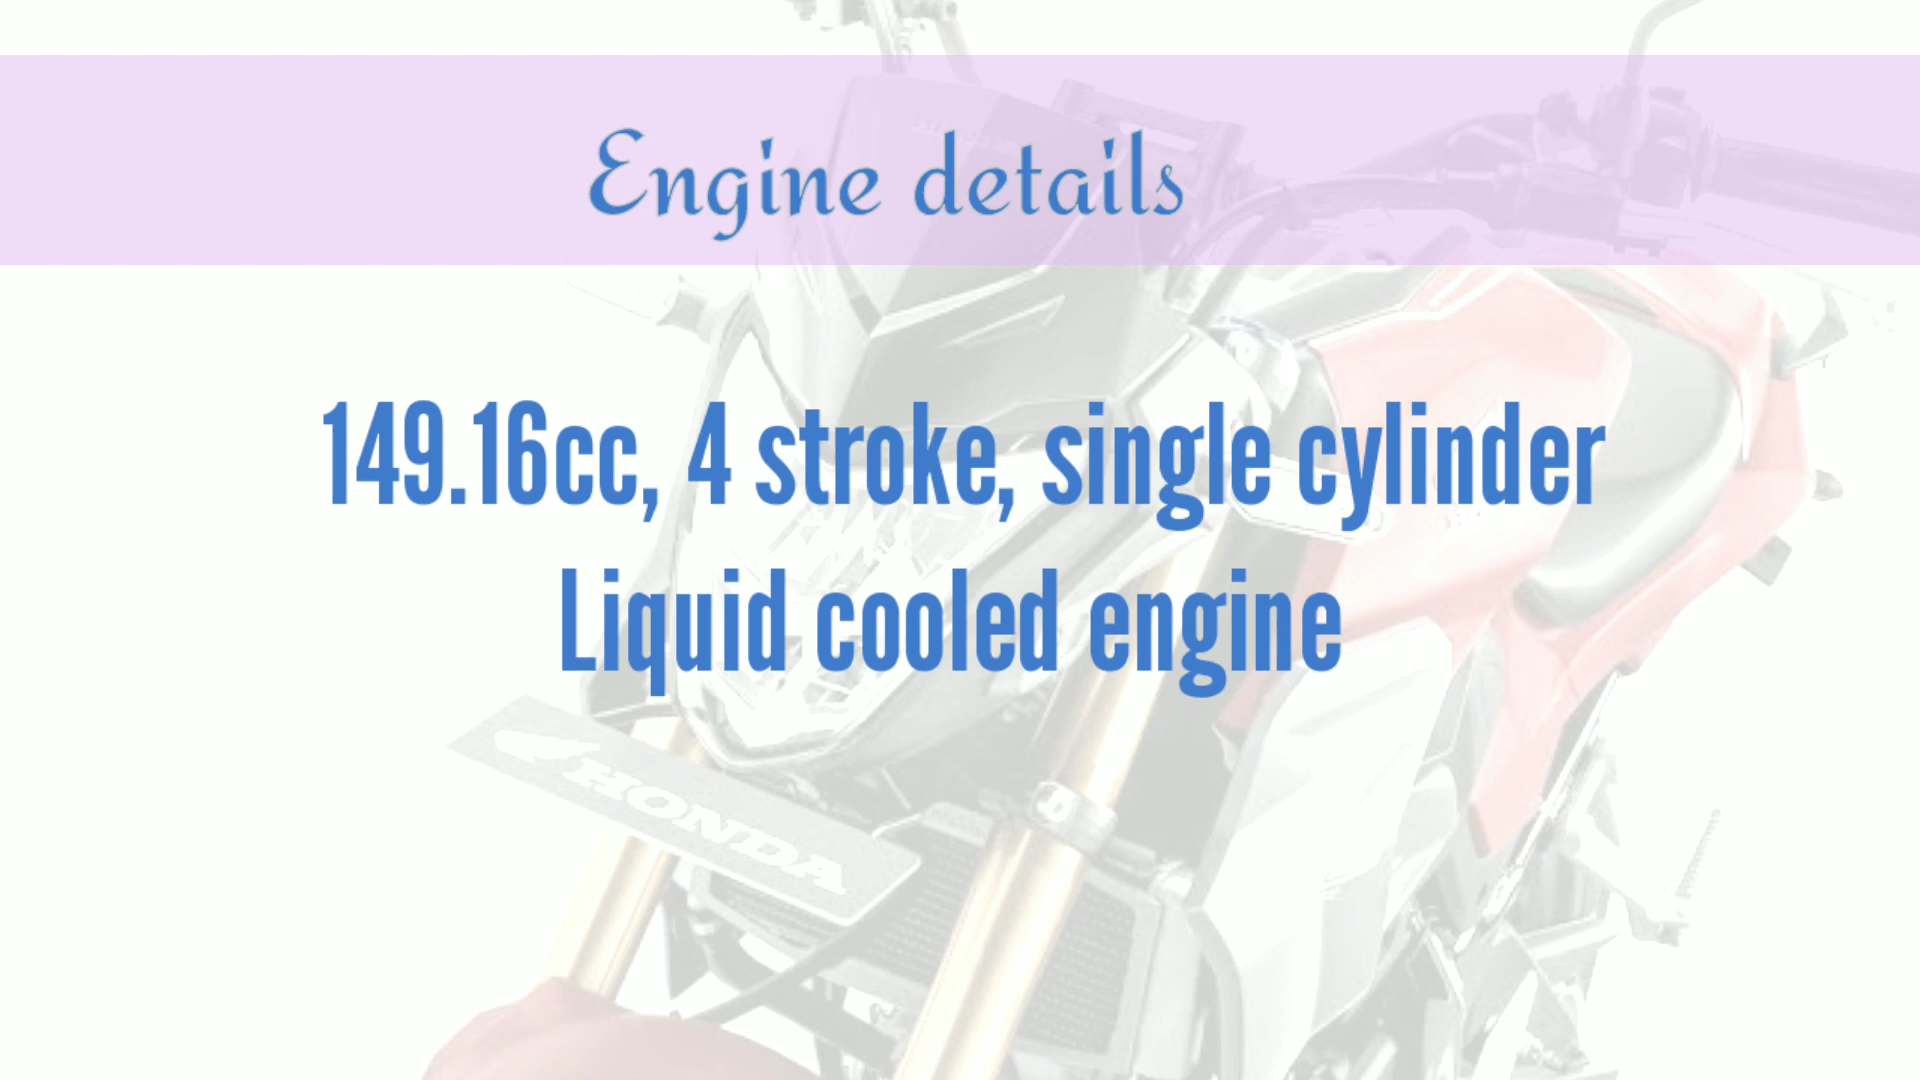 Engine details
149.16cc, 4 stroke, single cylinder
Liquid cooled engine
HONDA